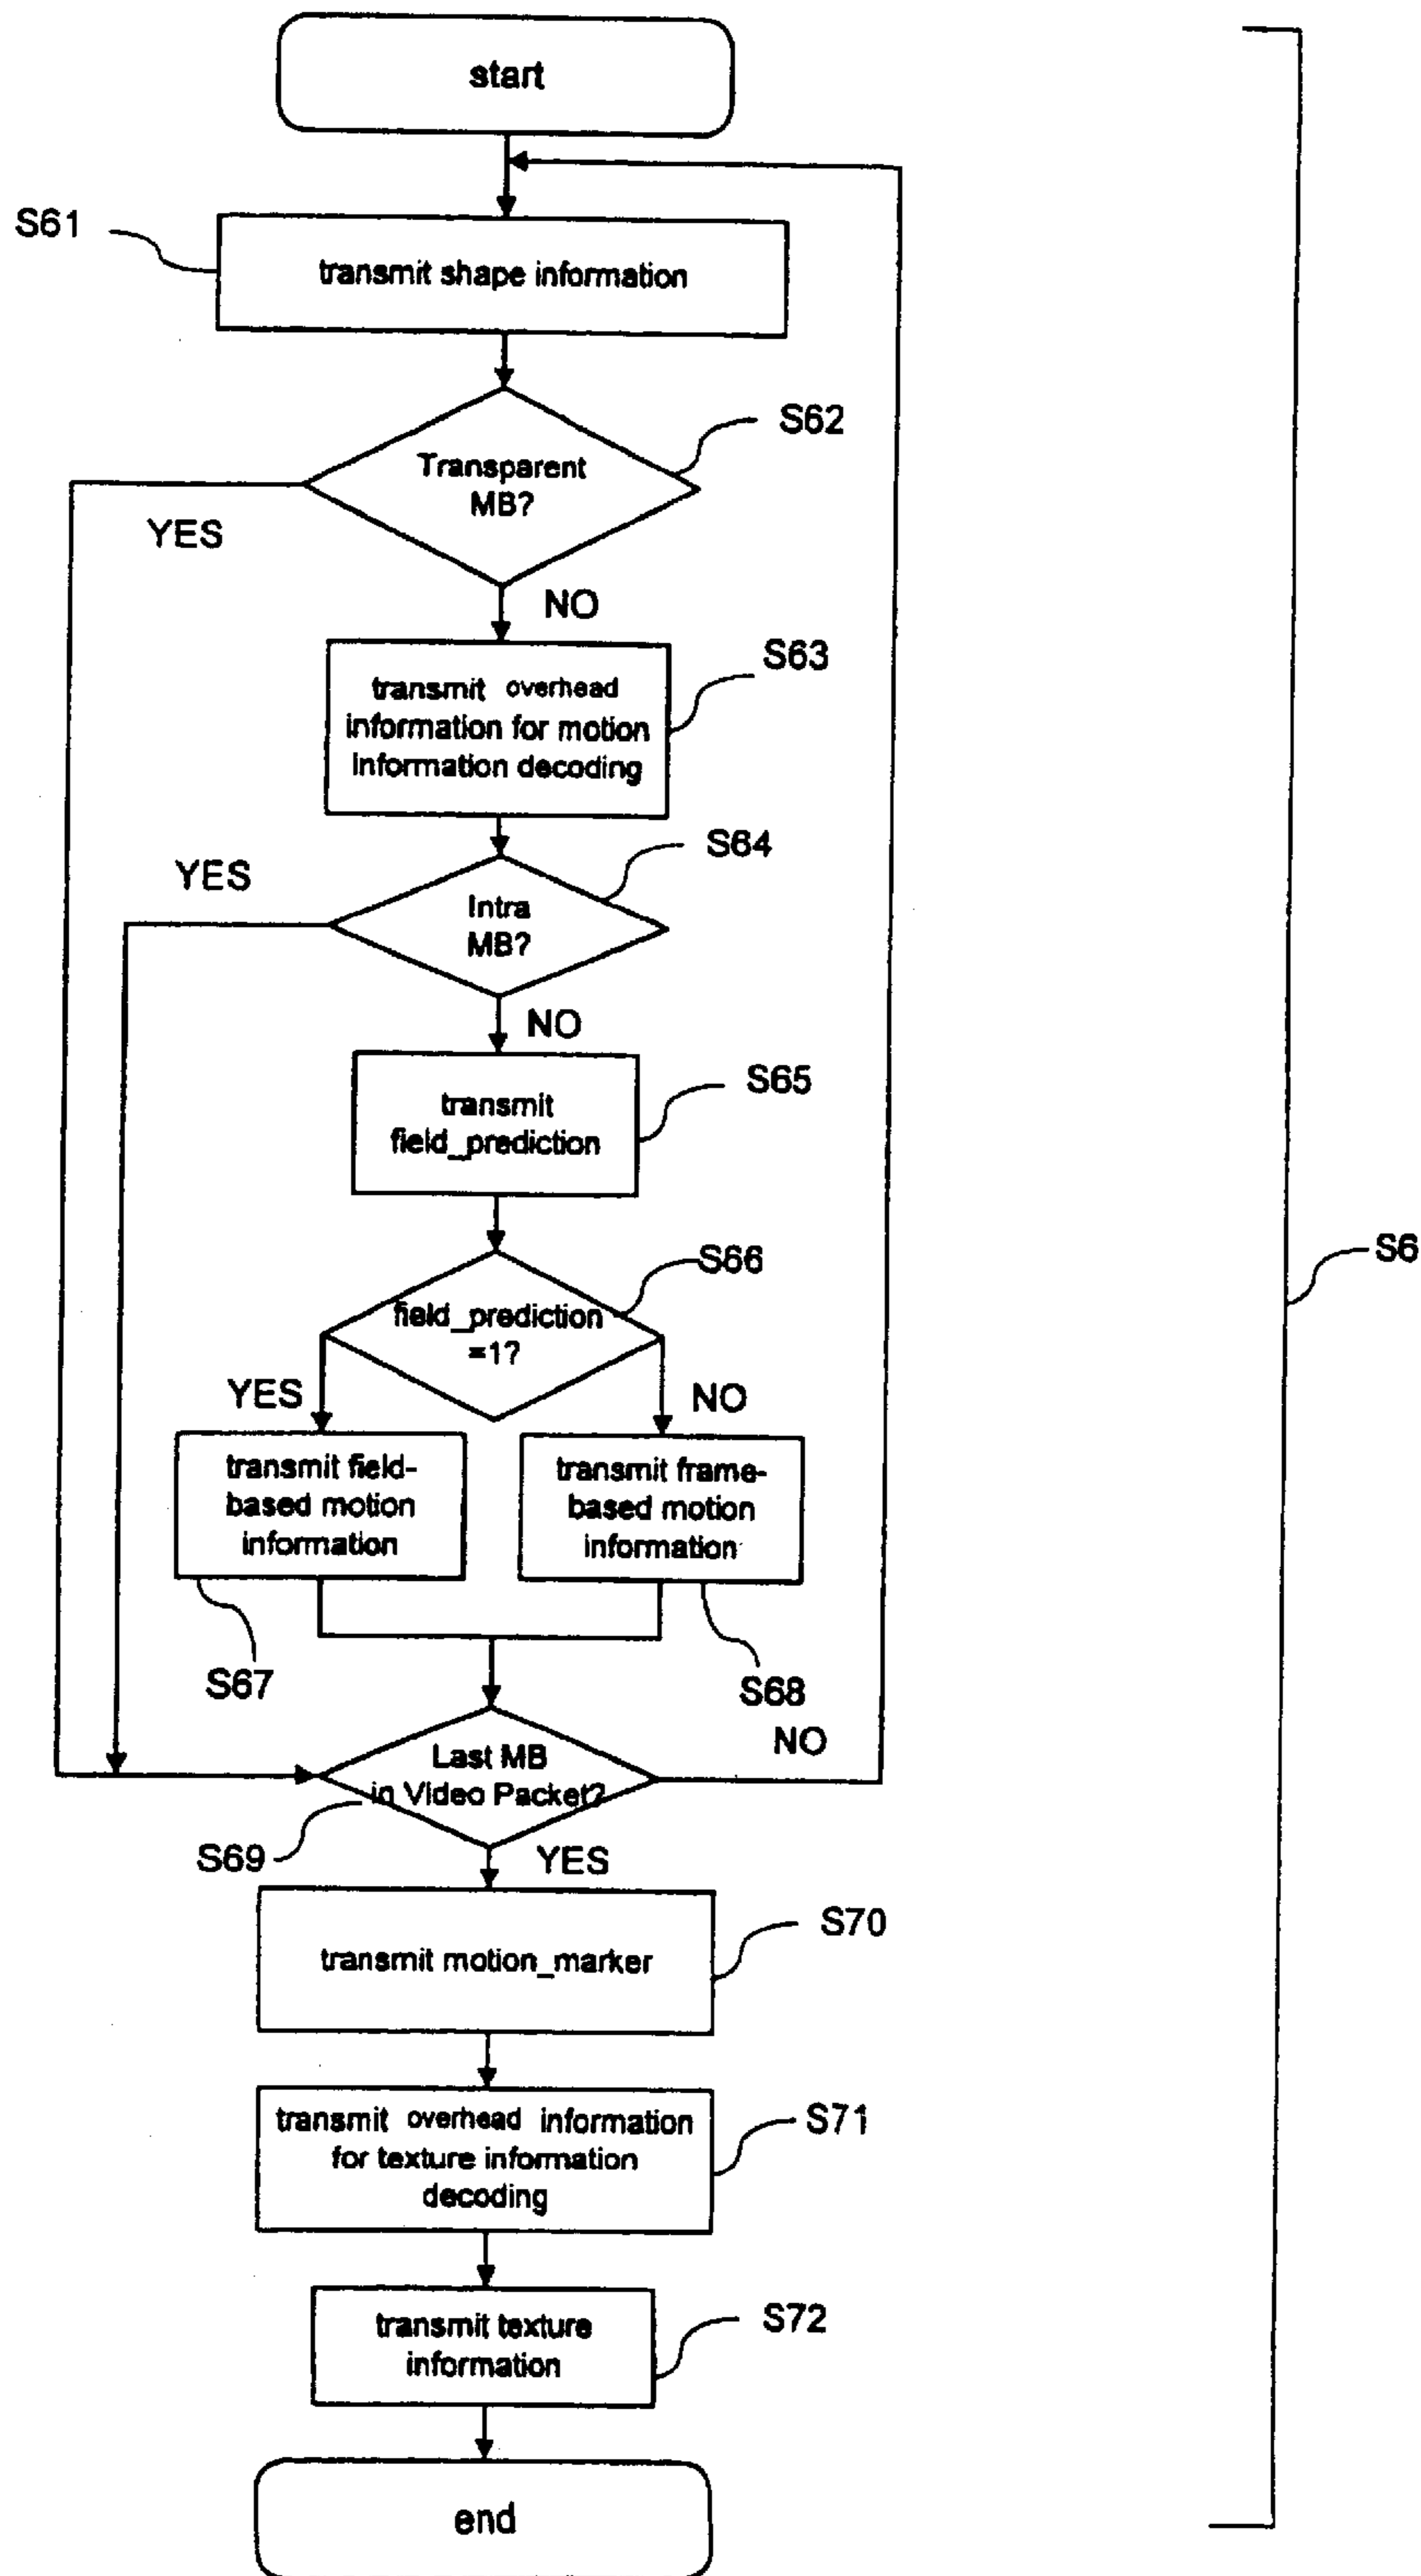 start
S61
transmit shape information
S62
Transparent
MB?
YES
NO
S63
transmit overhead
information for motion
information decoding
S64
YES
Intra
MB?
NO
S65
transmit
field_prediction
S66
field_prediction
=1?
S6
YES
NO
transmit field-
based motion
information
transmit frame-
based motion
information
S67
S68
Last MB
in Video Packet?
NO
S69
YES
S70
transmit motion_marker
S71
transmit overhead information
for texture information
decoding
S72
transmit texture
information
end